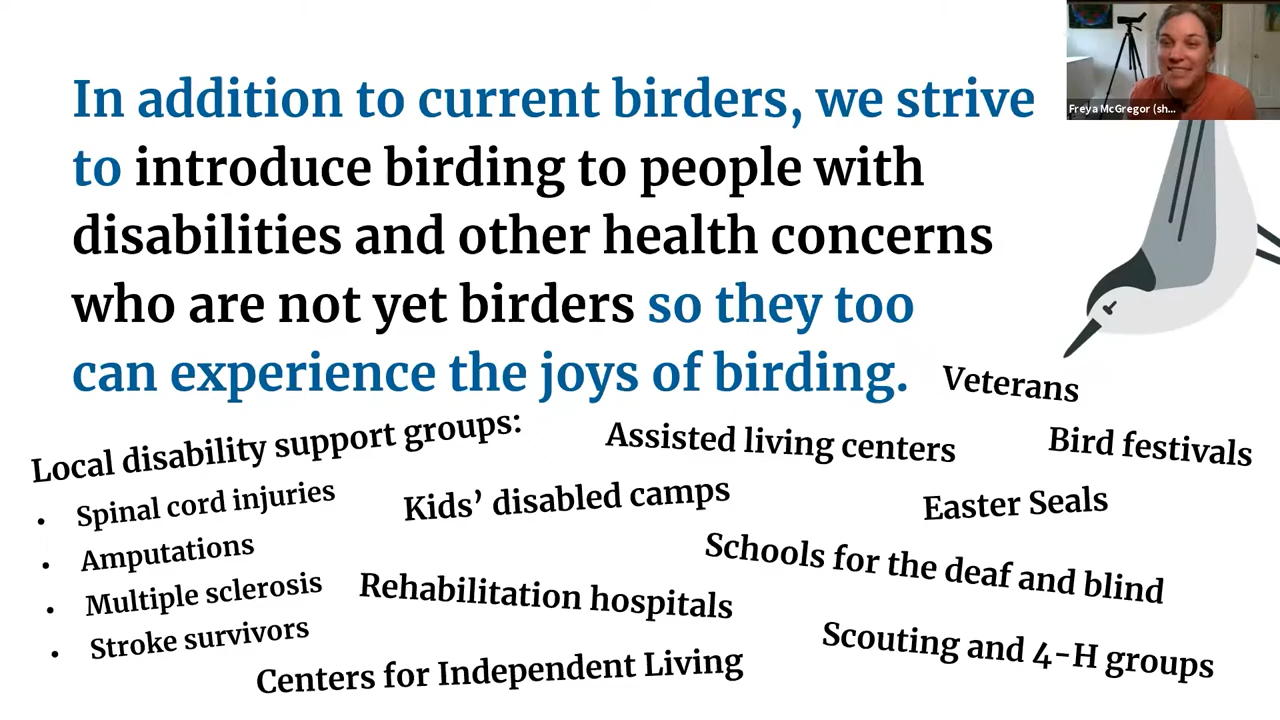 Freya McGregor (sh...
In addition to current birders, we strive
to introduce birding to people with
disabilities and other health concerns
who are not yet birders so they too
can experience the joys of birding.
Veterans
Local disability support groups:
• Spinal cord injuries
• Amputations
• Multiple sclerosis
• Stroke survivors
Assisted living centers
Bird festivals
Kids’ disabled camps
Easter Seals
Schools for the deaf and blind
Rehabilitation hospitals
Scouting and 4-H groups
Centers for Independent Living